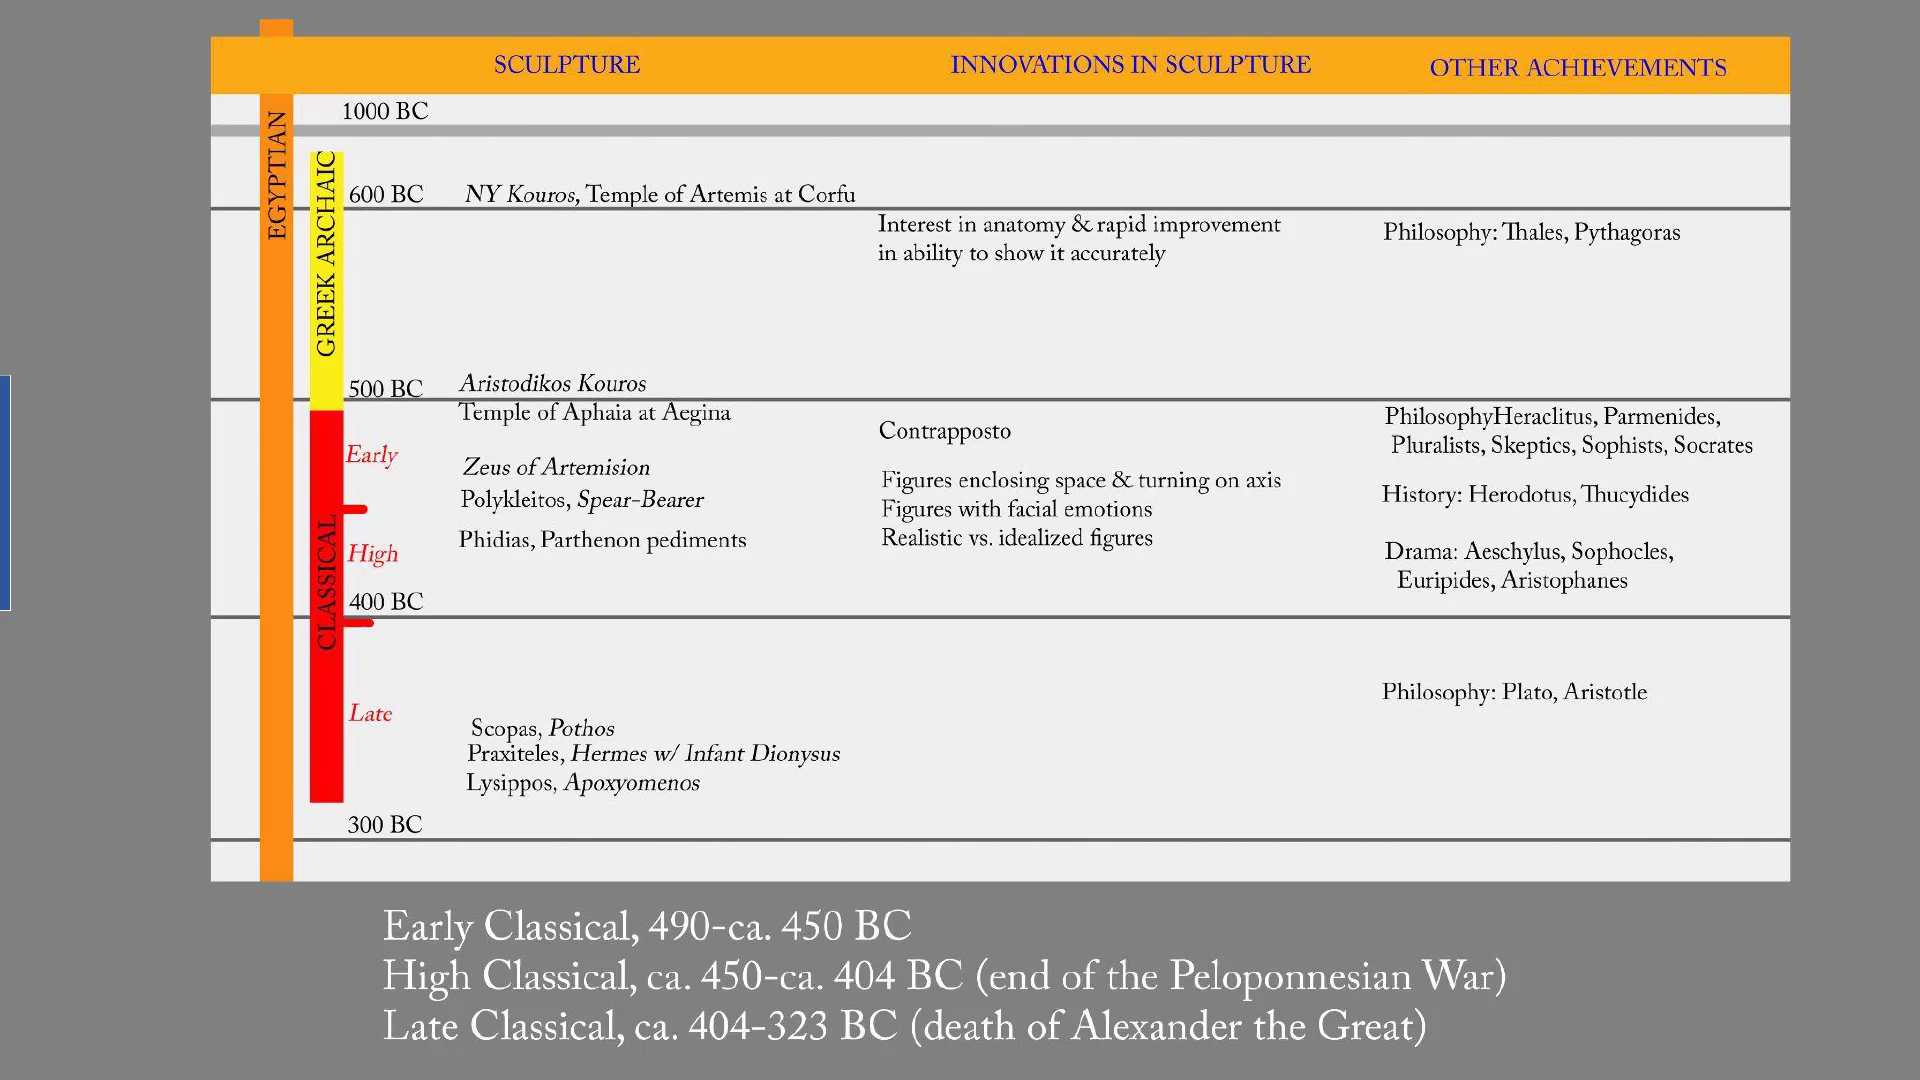 SCULPTURE
INNOVATIONS IN SCULPTURE
OTHER ACHIEVEMENTS
EGYPTIAN
GREEK ARCHAIC
CLASSICAL
1000 BC
600 BC
NY Kouros, Temple of Artemis at Corfu
Interest in anatomy & rapid improvement
in ability to show it accurately
Philosophy: Thales, Pythagoras
500 BC
Aristodikos Kouros
Temple of Aphaia at Aegina
Early
Zeus of Artemision
Polykleitos, Spear-Bearer
Phidias, Parthenon pediments
High
Contrapposto
Figures enclosing space & turning on axis
Figures with facial emotions
Realistic vs. idealized figures
PhilosophyHeraclitus, Parmenides,
Pluralists, Skeptics, Sophists, Socrates
History: Herodotus, Thucydides
Drama: Aeschylus, Sophocles,
Euripides, Aristophanes
400 BC
Late
Scopas, Pothos
Praxiteles, Hermes w/ Infant Dionysus
Lysippos, Apoxyomenos
Philosophy: Plato, Aristotle
300 BC
Early Classical, 490-ca. 450 BC
High Classical, ca. 450-ca. 404 BC (end of the Peloponnesian War)
Late Classical, ca. 404-323 BC (death of Alexander the Great)